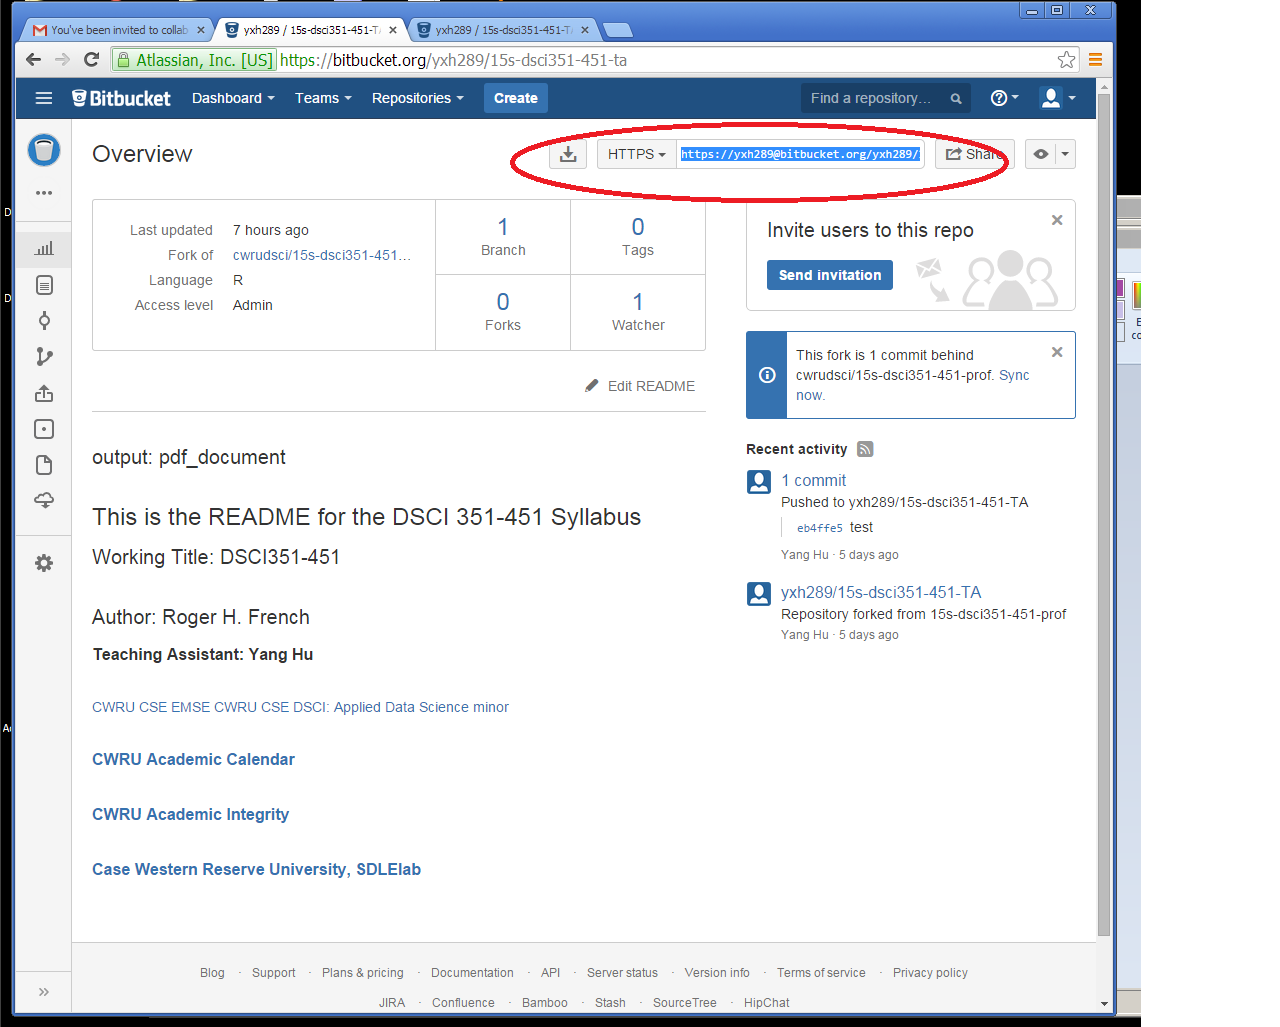 You've been invited to collab
yxh289 / 15s-dsci351-451-T
yxh289 / 15s-dsci351-451-T
Atlassian, Inc. [US] https://bitbucket.org/yxh289/15s-dsci351-451-ta
Bitbucket Dashboard Teams Repositories Create Find a repository...
Overview
HTTPS https://yxh289@bitbucket.org/yxh289/ Share
Last updated 7 hours ago
Fork of cwrudsci/15s-dsci351-451...
Language R
Access level Admin
1
Branch
0
Tags
0
Forks
1
Watcher
Edit README
Invite users to this repo
Send invitation
This fork is 1 commit behind
cwrudsci/15s-dsci351-451-prof. Sync
now.
Recent activity
1 commit
Pushed to yxh289/15s-dsci351-451-TA
eb4ffe5 test
Yang Hu · 5 days ago
yxh289/15s-dsci351-451-TA
Repository forked from 15s-dsci351-451-prof
Yang Hu · 5 days ago
output: pdf_document
This is the README for the DSCI 351-451 Syllabus
Working Title: DSCI351-451
Author: Roger H. French
Teaching Assistant: Yang Hu
CWRU CSE EMSE CWRU CSE DSCI: Applied Data Science minor
CWRU Academic Calendar
CWRU Academic Integrity
Case Western Reserve University, SDLElab
Blog · Support · Plans & pricing · Documentation · API · Server status · Version info · Terms of service · Privacy policy
JIRA · Confluence · Bamboo · Stash · SourceTree · HipChat